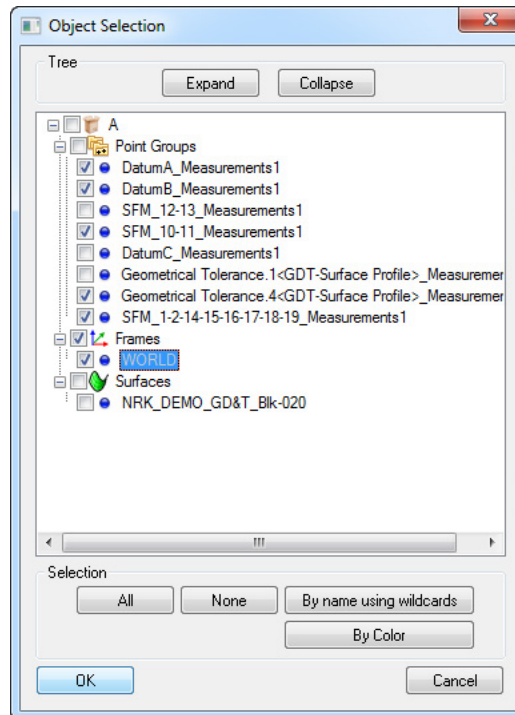 Object Selection
Tree
Expand Collapse
A
Point Groups
DatumA_Measurements1
DatumB_Measurements1
SFM_12-13_Measurements1
SFM_10-11_Measurements1
DatumC_Measurements1
Geometrical Tolerance.1<GDT-Surface Profile>_Measuremer
Geometrical Tolerance.4<GDT-Surface Profile>_Measuremer
SFM_1-2-14-15-16-17-18-19_Measurements1
Frames
WORLD
Surfaces
NRK_DEMO_GD&T_Blk-020
Selection
All None By name using wildcards
By Color
OK Cancel